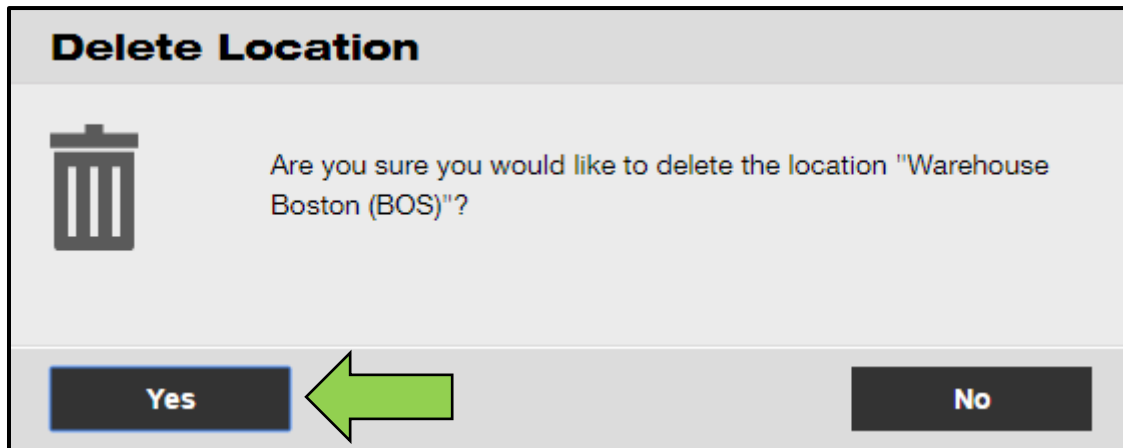 Delete Location
Are you sure you would like to delete the location "Warehouse
Boston (BOS)"?
Yes
No